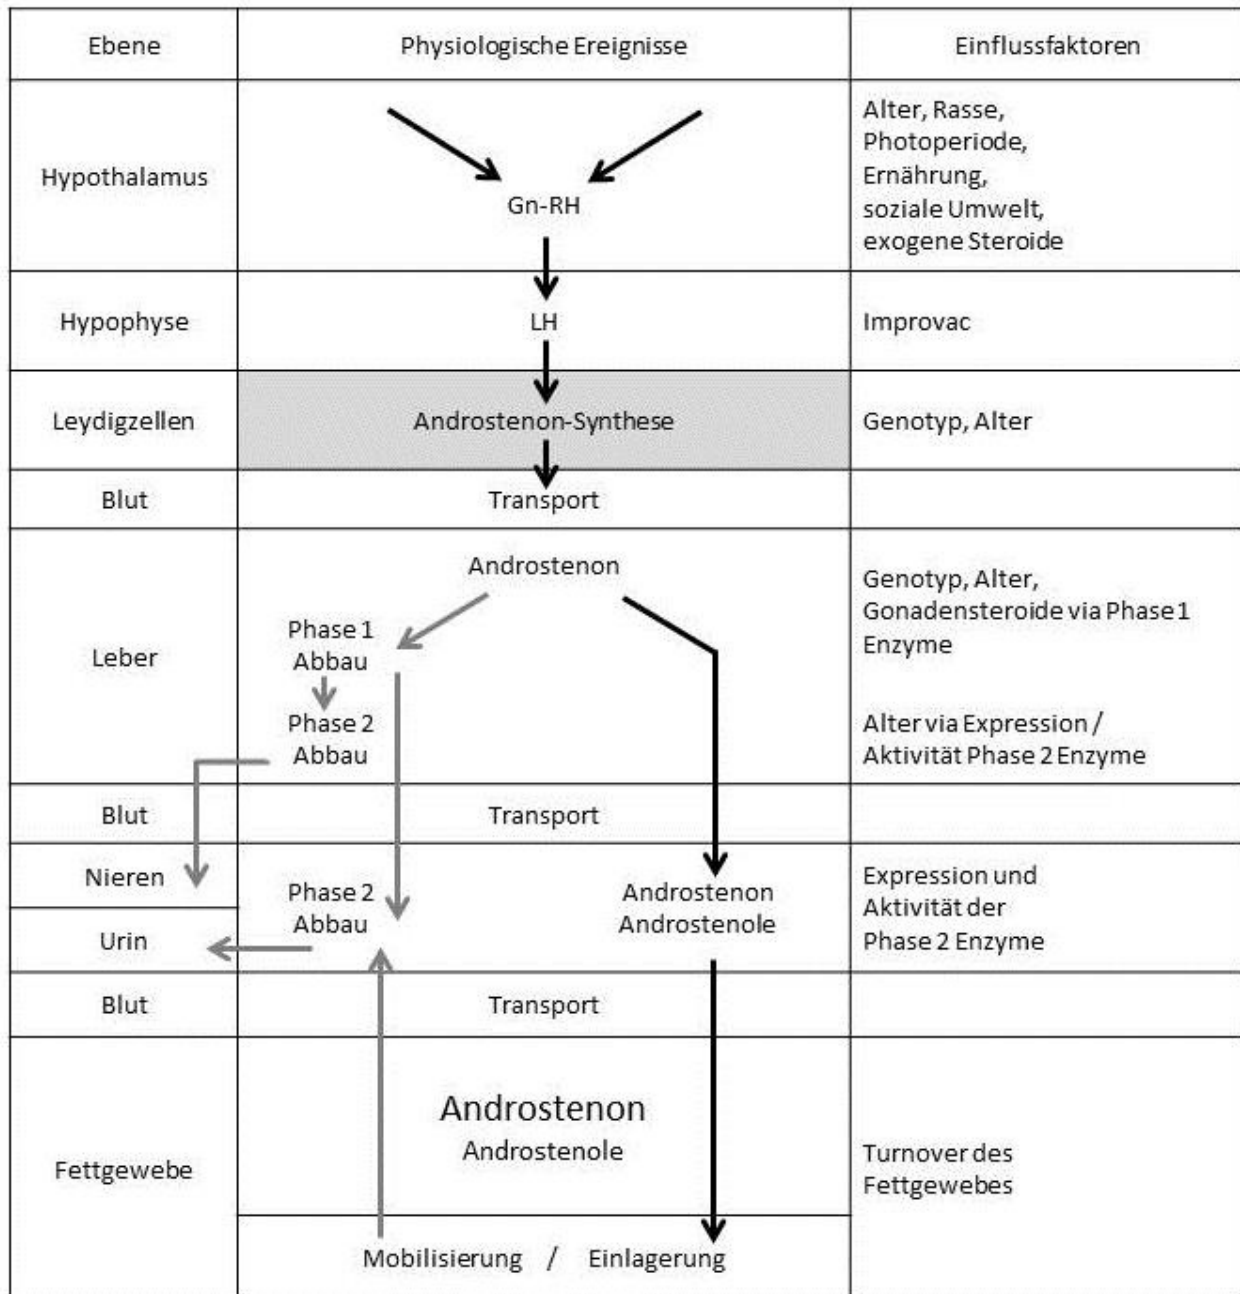 Ebene
Physiologische Ereignisse
Einflussfaktoren
Hypothalamus
Gn-RH
Alter, Rasse,
Photoperiode,
Ernährung,
soziale Umwelt,
exogene Steroide
Hypophyse
LH
Improvac
Leydigzellen
Androstenon-Synthese
Genotyp, Alter
Blut
Transport
Leber
Androstenon
Phase 1
Abbau
Phase 2
Abbau
Genotyp, Alter,
Gonadensteroide via Phase 1
Enzyme
Alter via Expression /
Aktivität Phase 2 Enzyme
Blut
Transport
Nieren
Urin
Phase 2
Abbau
Androstenon
Androstenole
Expression und
Aktivität der
Phase 2 Enzyme
Blut
Transport
Fettgewebe
Androstenon
Androstenole
Mobilisierung / Einlagerung
Turnover des
Fettgewebes